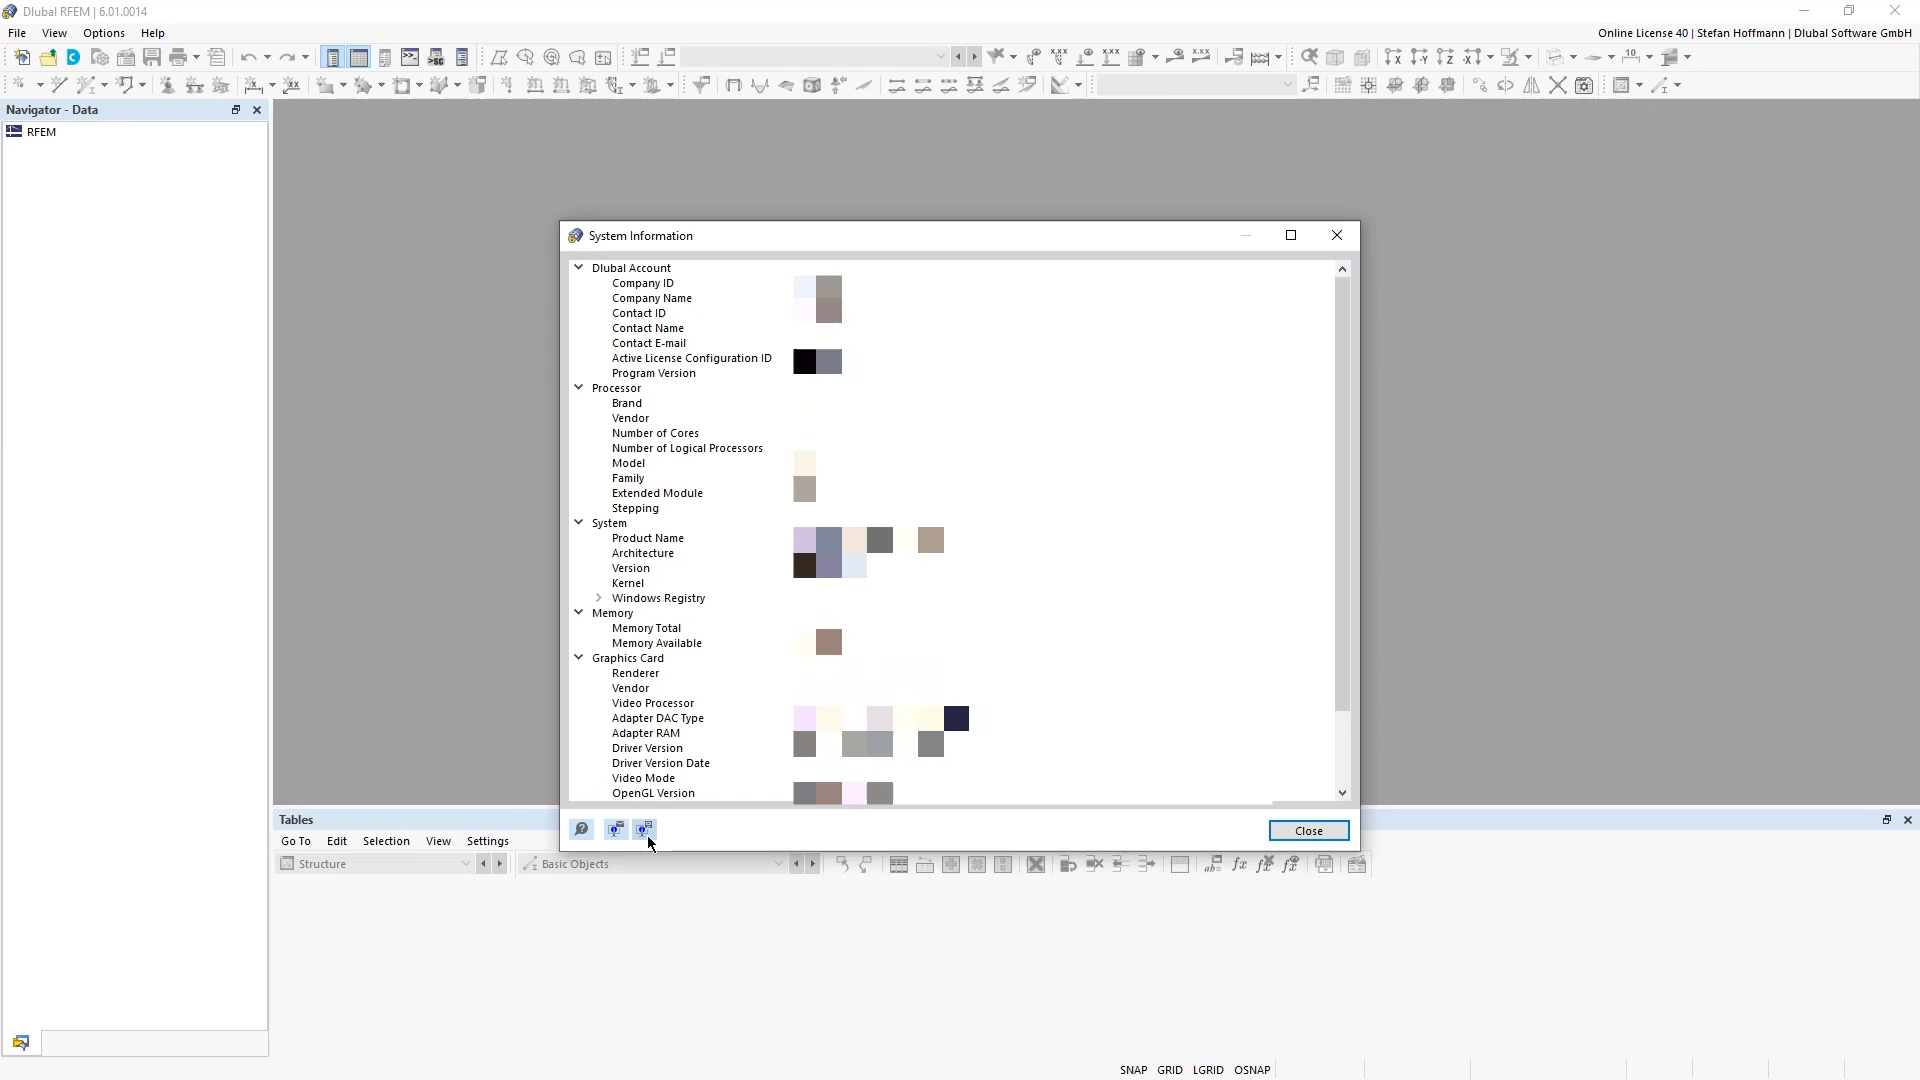 Dlubal RFEM | 6.01.0014
File View Options Help
Online License 40 | Stefan Hoffmann | Dlubal Software GmbH
Navigator - Data
RFEM
System Information
Dlubal Account
Company ID
Company Name
Contact ID
Contact Name
Contact E-mail
Active License Configuration ID
Program Version
Processor
Brand
Vendor
Number of Cores
Number of Logical Processors
Model
Family
Extended Module
Stepping
System
Product Name
Architecture
Version
Kernel
Windows Registry
Memory
Memory Total
Memory Available
Graphics Card
Renderer
Vendor
Video Processor
Adapter DAC Type
Adapter RAM
Driver Version
Driver Version Date
Video Mode
OpenGL Version
Close
Tables
Go To Edit Selection View Settings
Structure Basic Objects
SNAP GRID LGRID OSNAP